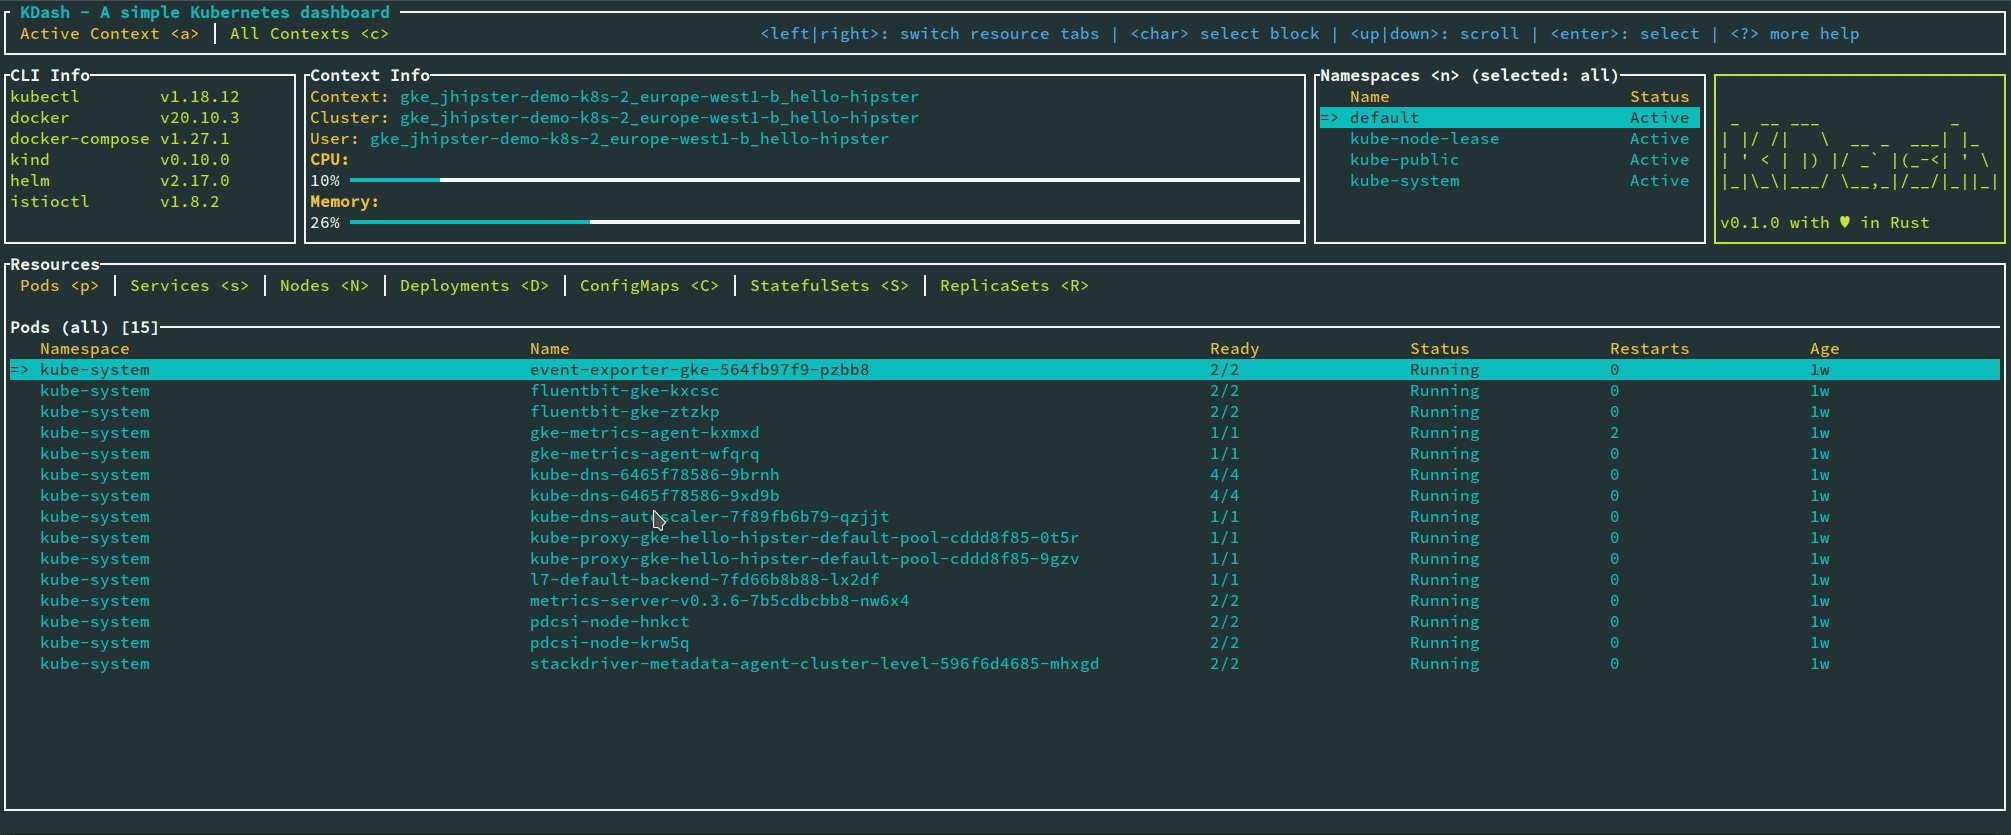 KDash - A simple Kubernetes dashboard
Active Context <a> | All Contexts <c> <left|right>: switch resource tabs | <char> select block | <up|down>: scroll | <enter>: select | <?> more help
CLI Info
kubectl v1.18.12
docker v20.10.3
docker-compose v1.27.1
kind v0.10.0
helm v2.17.0
istioctl v1.8.2
Context Info
Context: gke_jhipster-demo-k8s-2_europe-west1-b_hello-hipster
Cluster: gke_jhipster-demo-k8s-2_europe-west1-b_hello-hipster
User: gke_jhipster-demo-k8s-2_europe-west1-b_hello-hipster
CPU:
10%
Memory:
26%
Namespaces <n> (selected: all)
Name Status
=> default Active
kube-node-lease Active
kube-public Active
kube-system Active
v0.1.0 with ♥ in Rust
Resources
Pods <p> | Services <s> | Nodes <N> | Deployments <D> | ConfigMaps <C> | StatefulSets <S> | ReplicaSets <R>
Pods (all) [15]
Namespace Name Ready Status Restarts Age
=> kube-system event-exporter-gke-564fb97f9-pzbb8 2/2 Running 0 1w
kube-system fluentbit-gke-kxcsc 2/2 Running 0 1w
kube-system fluentbit-gke-ztzkp 2/2 Running 0 1w
kube-system gke-metrics-agent-kxmxd 1/1 Running 2 1w
kube-system gke-metrics-agent-wfqrq 1/1 Running 0 1w
kube-system kube-dns-6465f78586-9brnh 4/4 Running 0 1w
kube-system kube-dns-6465f78586-9xd9b 4/4 Running 0 1w
kube-system kube-dns-autoscaler-7f89fb6b79-qzjjt 1/1 Running 0 1w
kube-system kube-proxy-gke-hello-hipster-default-pool-cddd8f85-0t5r 1/1 Running 0 1w
kube-system kube-proxy-gke-hello-hipster-default-pool-cddd8f85-9gzv 1/1 Running 0 1w
kube-system l7-default-backend-7fd66b8b88-lx2df 1/1 Running 0 1w
kube-system metrics-server-v0.3.6-7b5cdbcbb8-nw6x4 2/2 Running 0 1w
kube-system pdcsi-node-hnkct 2/2 Running 0 1w
kube-system pdcsi-node-krw5q 2/2 Running 0 1w
kube-system stackdriver-metadata-agent-cluster-level-596f6d4685-mhxgd 2/2 Running 0 1w